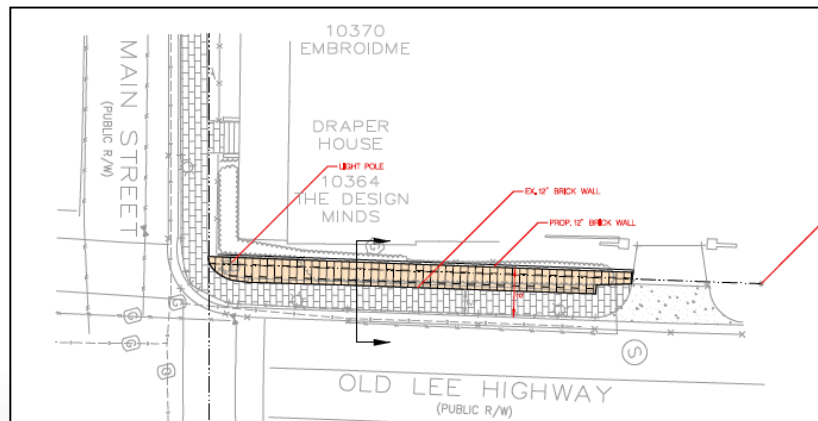 10370
EMBROIDME
MAIN STREET
(PUBLIC R/W)
DRAPER
HOUSE
LIGHT POLE
10364
THE DESIGN
MINDS
EX. 12" BRICK WALL
PROP. 12" BRICK WALL
G
10'
G
G
G
G
S
OLD LEE HIGHWAY
(PUBLIC R/W)